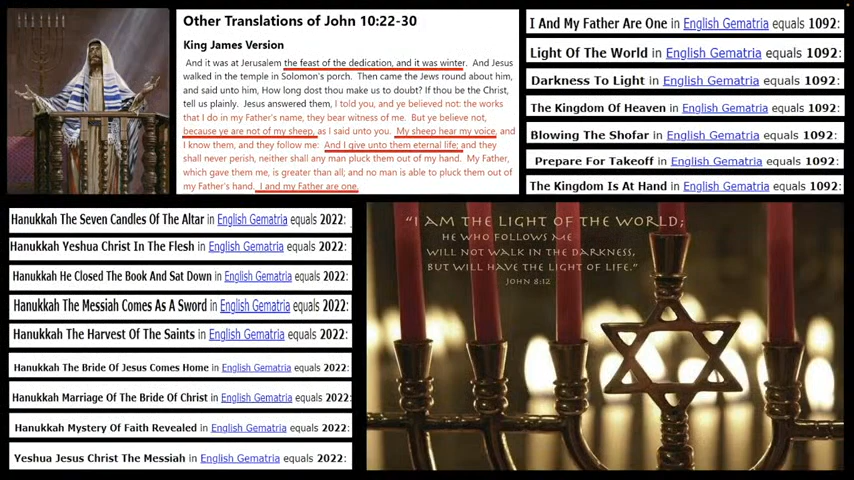 Other Translations of John 10:22-30
King James Version
And it was at Jerusalem the feast of the dedication, and it was winter. And Jesus
walked in the temple in Solomon's porch. Then came the Jews round about him,
and said unto him, How long dost thou make us to doubt? If thou be the Christ,
tell us plainly. Jesus answered them, I told you, and ye believed not: the works
that I do in my Father's name, they bear witness of me. But ye believe not,
because ye are not of my sheep, as I said unto you. My sheep hear my voice, and
I know them, and they follow me: And I give unto them eternal life; and they
shall never perish, neither shall any man pluck them out of my hand. My Father,
which gave them me, is greater than all; and no man is able to pluck them out of
my Father's hand. I and my Father are one.
I And My Father Are One in English Gematria equals 1092:
Light Of The World in English Gematria equals 1092:
Darkness To Light in English Gematria equals 1092:
The Kingdom Of Heaven in English Gematria equals 1092:
Blowing The Shofar in English Gematria equals 1092:
Prepare For Takeoff in English Gematria equals 1092:
The Kingdom Is At Hand in English Gematria equals 1092:
Hanukkah The Seven Candles Of The Altar in English Gematria equals 2022:
Hanukkah Yeshua Christ In The Flesh in English Gematria equals 2022:
Hanukkah He Closed The Book And Sat Down in English Gematria equals 2022:
Hanukkah The Messiah Comes As A Sword in English Gematria equals 2022:
Hanukkah The Harvest Of The Saints in English Gematria equals 2022:
Hanukkah The Bride Of Jesus Comes Home in English Gematria equals 2022:
Hanukkah Marriage Of The Bride Of Christ in English Gematria equals 2022:
Hanukkah Mystery Of Faith Revealed in English Gematria equals 2022:
Yeshua Jesus Christ The Messiah in English Gematria equals 2022:
"I AM THE LIGHT OF THE WORLD;
HE WHO FOLLOWS ME
WILL NOT WALK IN THE DARKNESS,
BUT WILL HAVE THE LIGHT OF LIFE."
JOHN 8:12